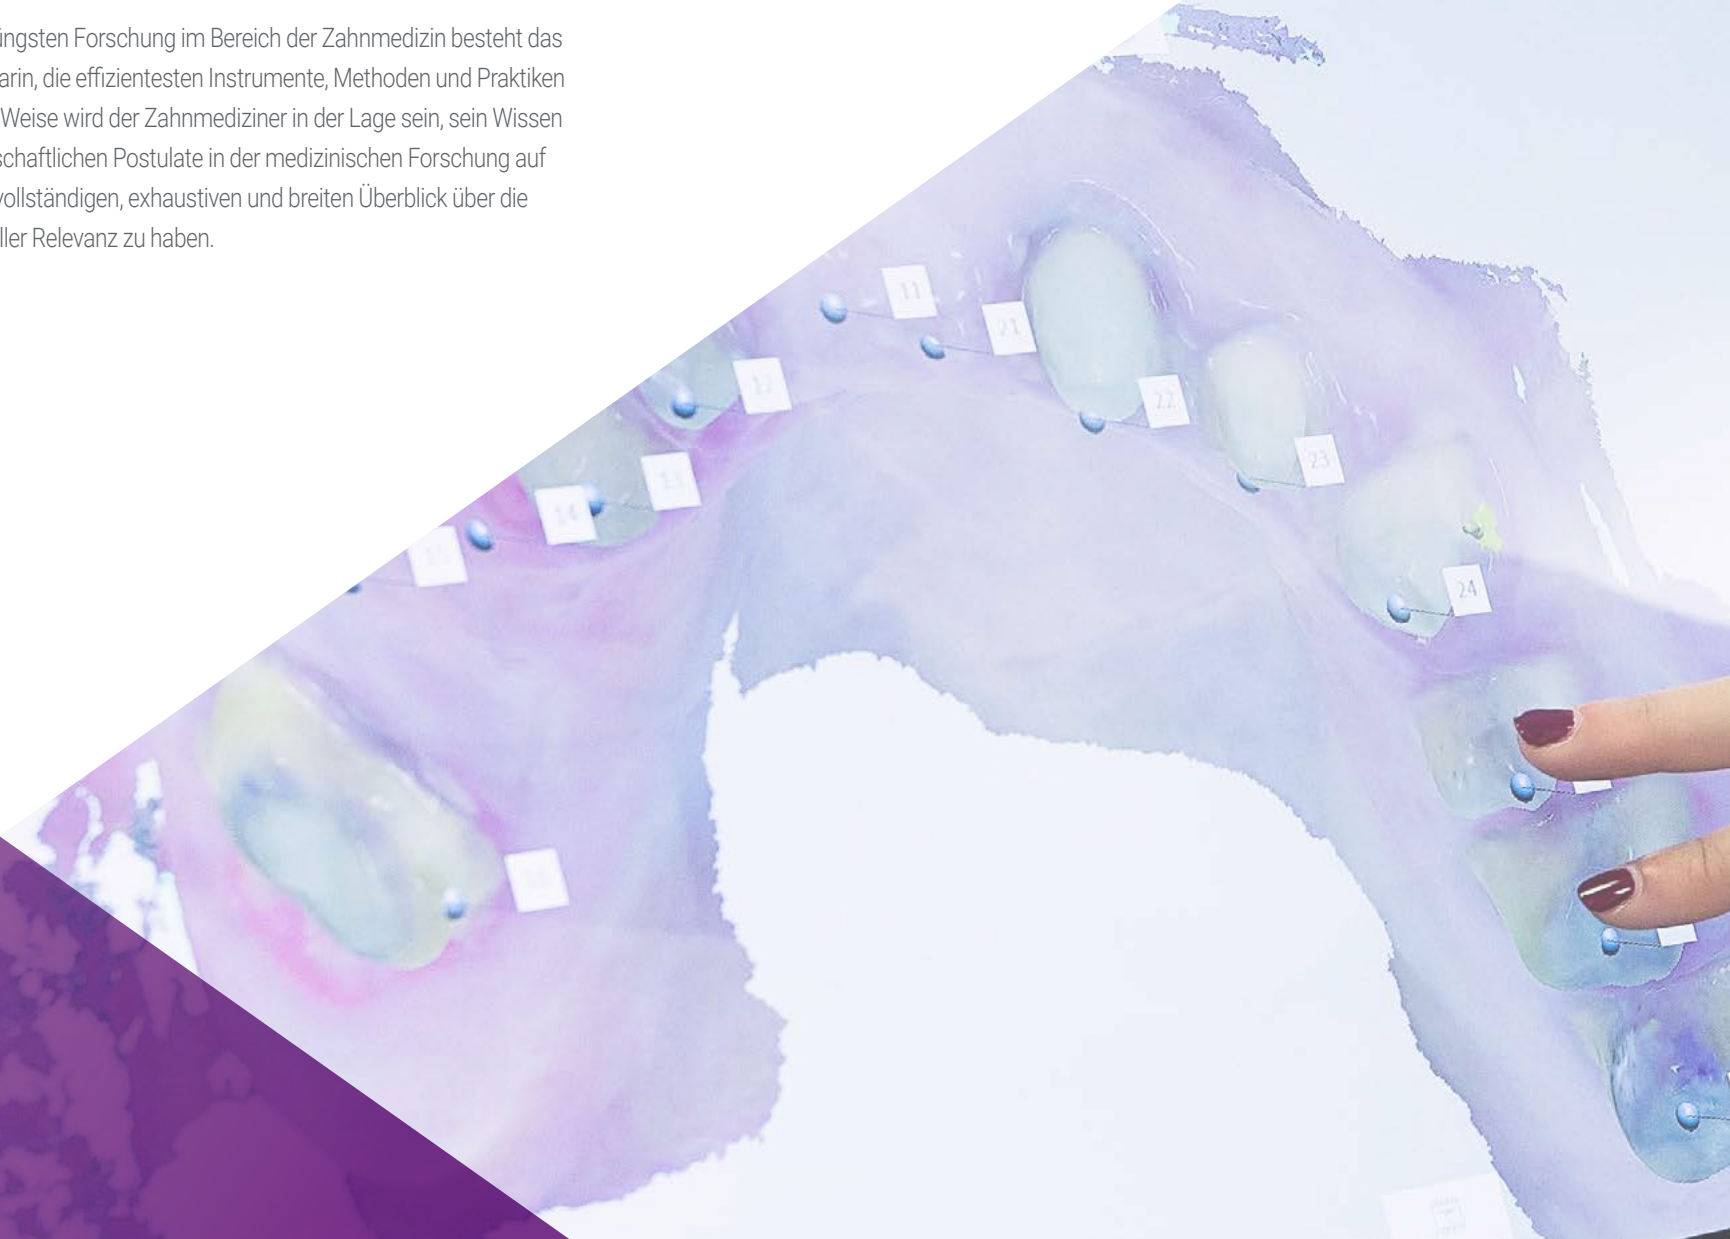 üngsten Forschung im Bereich der Zahnmedizin besteht das
arin, die effizientesten Instrumente, Methoden und Praktiken
Weise wird der Zahnmediziner in der Lage sein, sein Wissen
schaftlichen Postulate in der medizinischen Forschung auf
vollständigen, exhaustiven und breiten Überblick über die
ller Relevanz zu haben.
11
21
12
22
13
23
14
24